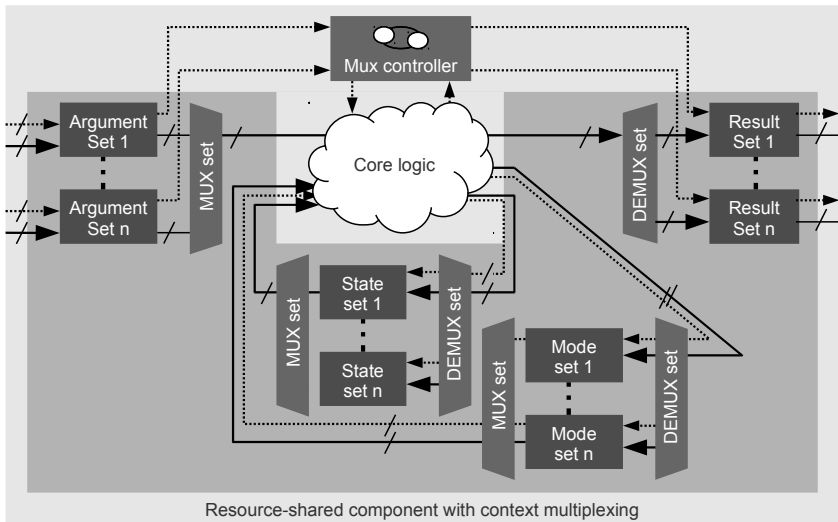 Mux controller
Argument
Set 1
MUX set
Core logic
DEMUX set
Result
Set 1
Argument
Set n
Result
Set n
MUX set
State
set 1
DEMUX set
State
set n
MUX set
Mode
set 1
DEMUX set
Mode
set n
Resource-shared component with context multiplexing